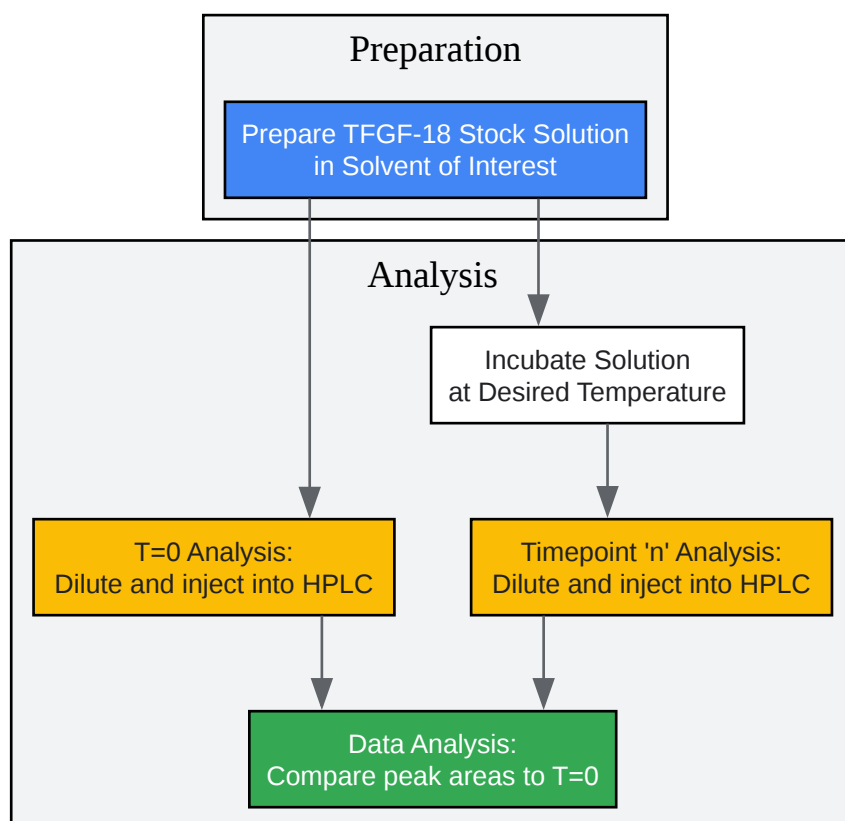 Preparation
Prepare TFGF-18 Stock Solution
in Solvent of Interest
Analysis
Incubate Solution
at Desired Temperature
T=0 Analysis:
Dilute and inject into HPLC
Timepoint 'n' Analysis:
Dilute and inject into HPLC
Data Analysis:
Compare peak areas to T=0